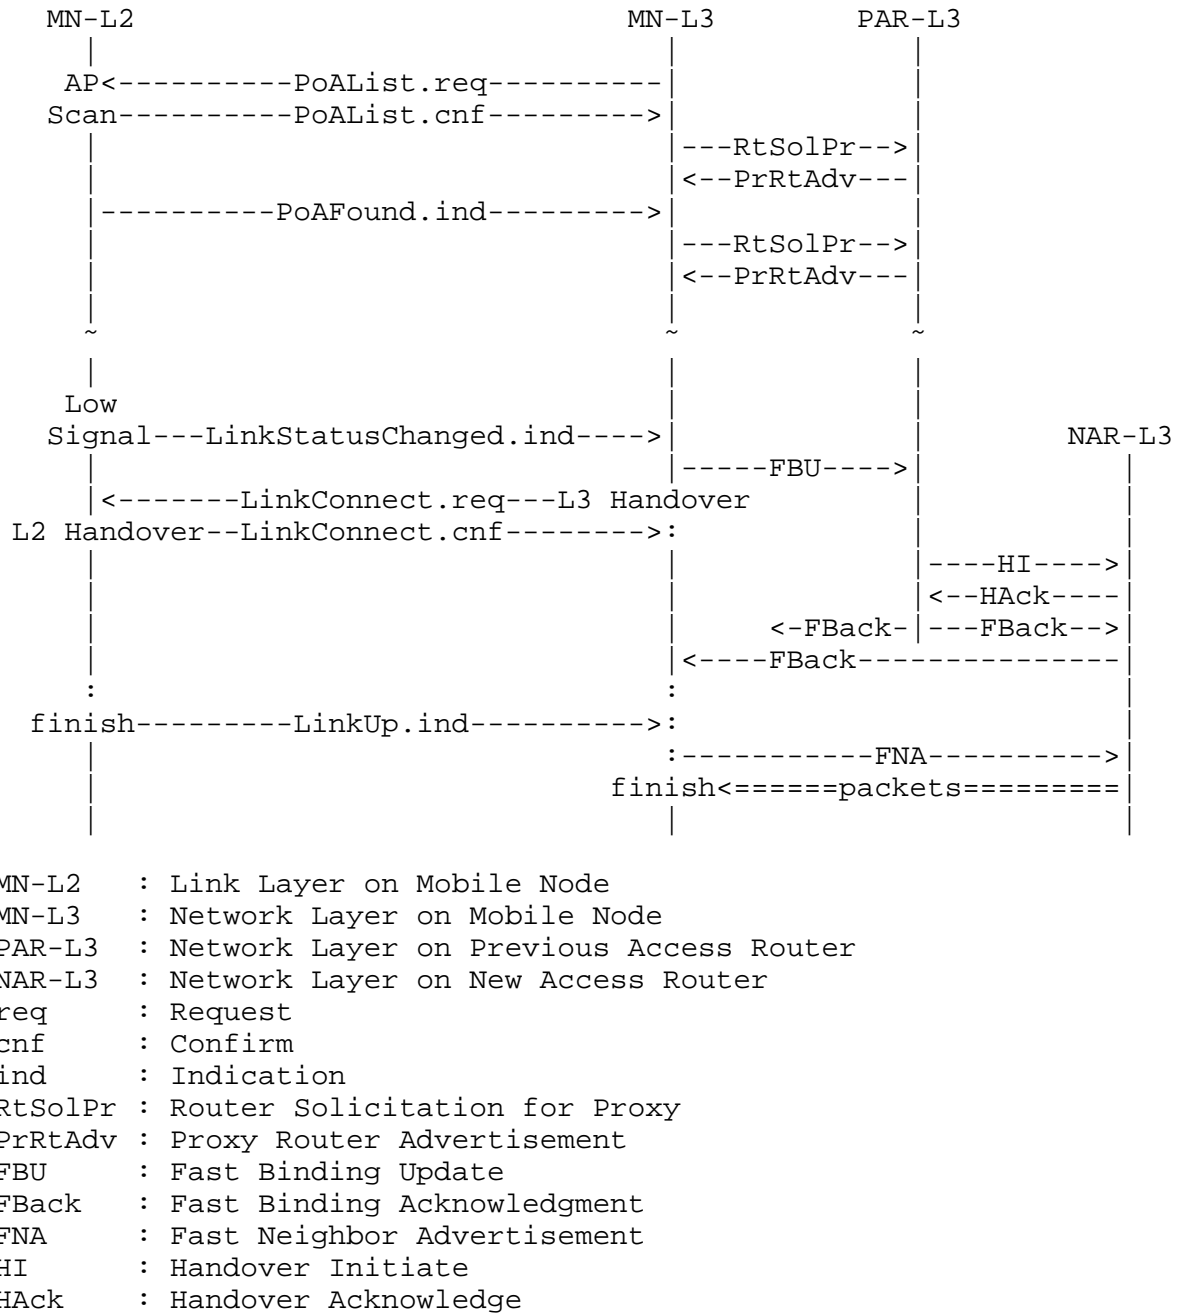 MN-L2                            MN-L3        PAR-L3
  |                                |             |
 AP<----------PoAList.req----------|             |
Scan----------PoAList.cnf--------->|             |
  |                                |---RtSolPr-->|
  |                                |<--PrRtAdv---|
  |----------PoAFound.ind--------->|             |
  |                                |---RtSolPr-->|
  |                                |<--PrRtAdv---|
  |                                |             |
  ~                                ~             ~
  |                                |             |
 Low                               |             |
Signal---LinkStatusChanged.ind---->|             |        NAR-L3
  |                                |-----FBU---->|           |
  |<-------LinkConnect.req---L3 Handover         |           |
L2 Handover--LinkConnect.cnf-------->:             |           |
  |                                |             |----HI---->|
  |                                |             |<--HAck----|
  |                                |     <-FBack-|---FBack-->|
  |                                |<----FBack---------------|
  :                                :                         |
finish---------LinkUp.ind---------->:                         |
  |                                :-----------FNA---------->|
  |                             finish<======packets=========|
  |                                |                         |
MN-L2   : Link Layer on Mobile Node
MN-L3   : Network Layer on Mobile Node
PAR-L3  : Network Layer on Previous Access Router
NAR-L3  : Network Layer on New Access Router
req     : Request
cnf     : Confirm
ind     : Indication
RtSolPr : Router Solicitation for Proxy
PrRtAdv : Proxy Router Advertisement
FBU     : Fast Binding Update
FBack   : Fast Binding Acknowledgment
FNA     : Fast Neighbor Advertisement
HI      : Handover Initiate
HAck    : Handover Acknowledge